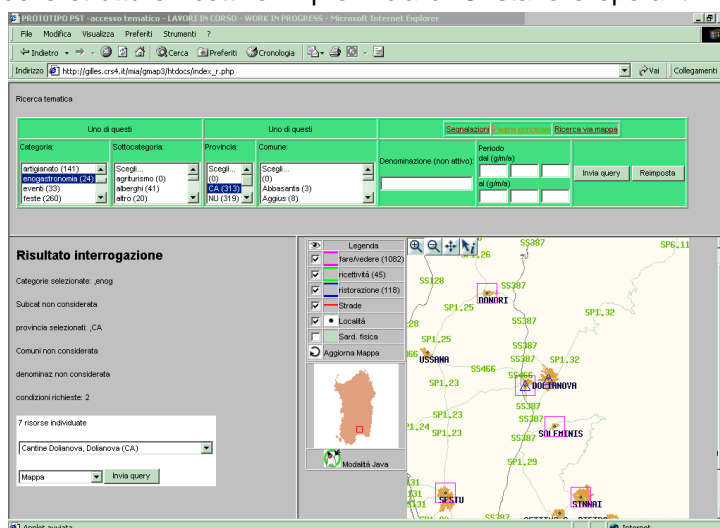 PROTOTIPO PST -accesso tematico - LAVORI IN CORSO - WORK IN PROGRESS - Microsoft Internet Explorer
File Modifica Visualizza Preferiti Strumenti ?
Indietro Cerca Preferiti Cronologia
Indirizzo http://gilles.crs4.it/mia/gmap3/htdocs/index_r.php Vai Collegamenti
Ricerca tematica
Uno di questi Uno di questi Segnalazioni Pagina principale Ricerca via mappa
Categoria: Sottocategoria: Provincia: Comune: Denominazione (non attivo): Periodo
dal (g/m/a)
al (g/m/a)
artigianato (141)
enogastronomia (24)
eventi (33)
feste (260)
Scegli...
agriturismo (0)
alberghi (41)
altro (20)
Scegli...
(0)
CA (313)
NU (319)
Scegli...
(0)
Abbasanta (3)
Aggius (8)
Invia query Reimposta
Risultato interrogazione
Categorie selezionate: ,enog
Subcat non considerata
provincia selezionati: ,CA
Comuni non considerata
denominaz non considerata
condizioni richieste: 2
7 risorse individuate
Cantine Dolianova, Dolianova (CA)
Mappa Invia query
Legenda
fare/vedere (1082)
ricettività (45)
ristorazione (118)
Strade
Località
Sard. fisica
Aggiorna Mappa
Modalità Java
SS387 SP6.11
SS128 SS387
DONORI
SP1.25 SP1.32
SS387
SP1.25
SS387
USSANA SS387 SP1.32
SS466 SS466
SP1.23 DOLIANOVA
SS387
SP1.23
SP1.23 SS387 SOLEMINIS
SS387
SP1.29
SESTU SINNAI
SS387
Applet avviata Internet